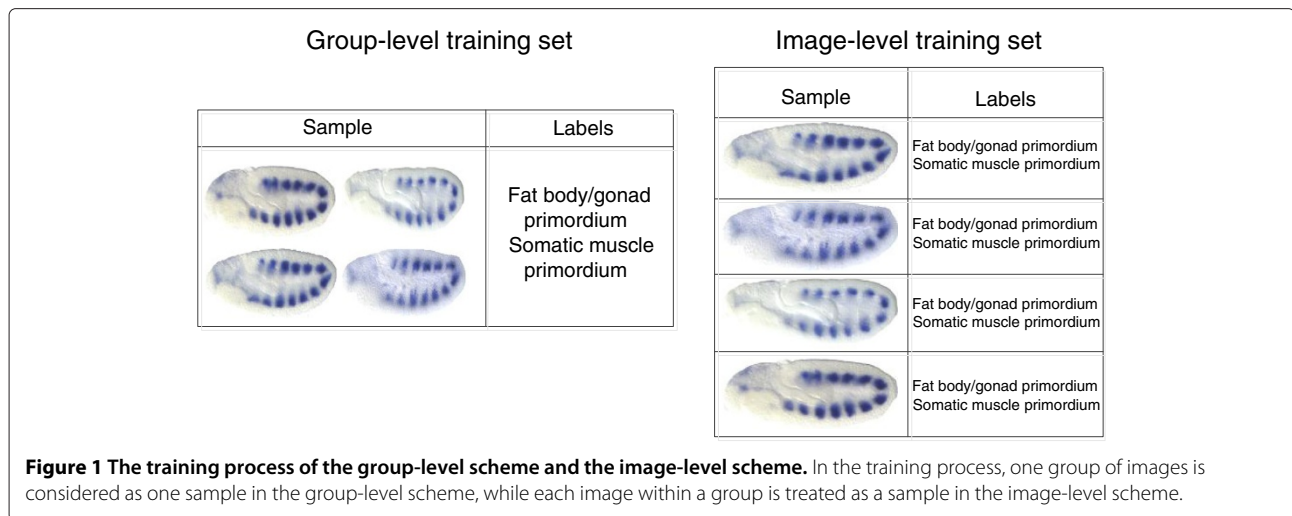 Group-level training set
Sample
Labels
Fat body/gonad
primordium
Somatic muscle
primordium
Image-level training set
Sample
Labels
Fat body/gonad primordium
Somatic muscle primordium
Fat body/gonad primordium
Somatic muscle primordium
Fat body/gonad primordium
Somatic muscle primordium
Fat body/gonad primordium
Somatic muscle primordium
Figure 1 The training process of the group-level scheme and the image-level scheme. In the training process, one group of images is
considered as one sample in the group-level scheme, while each image within a group is treated as a sample in the image-level scheme.